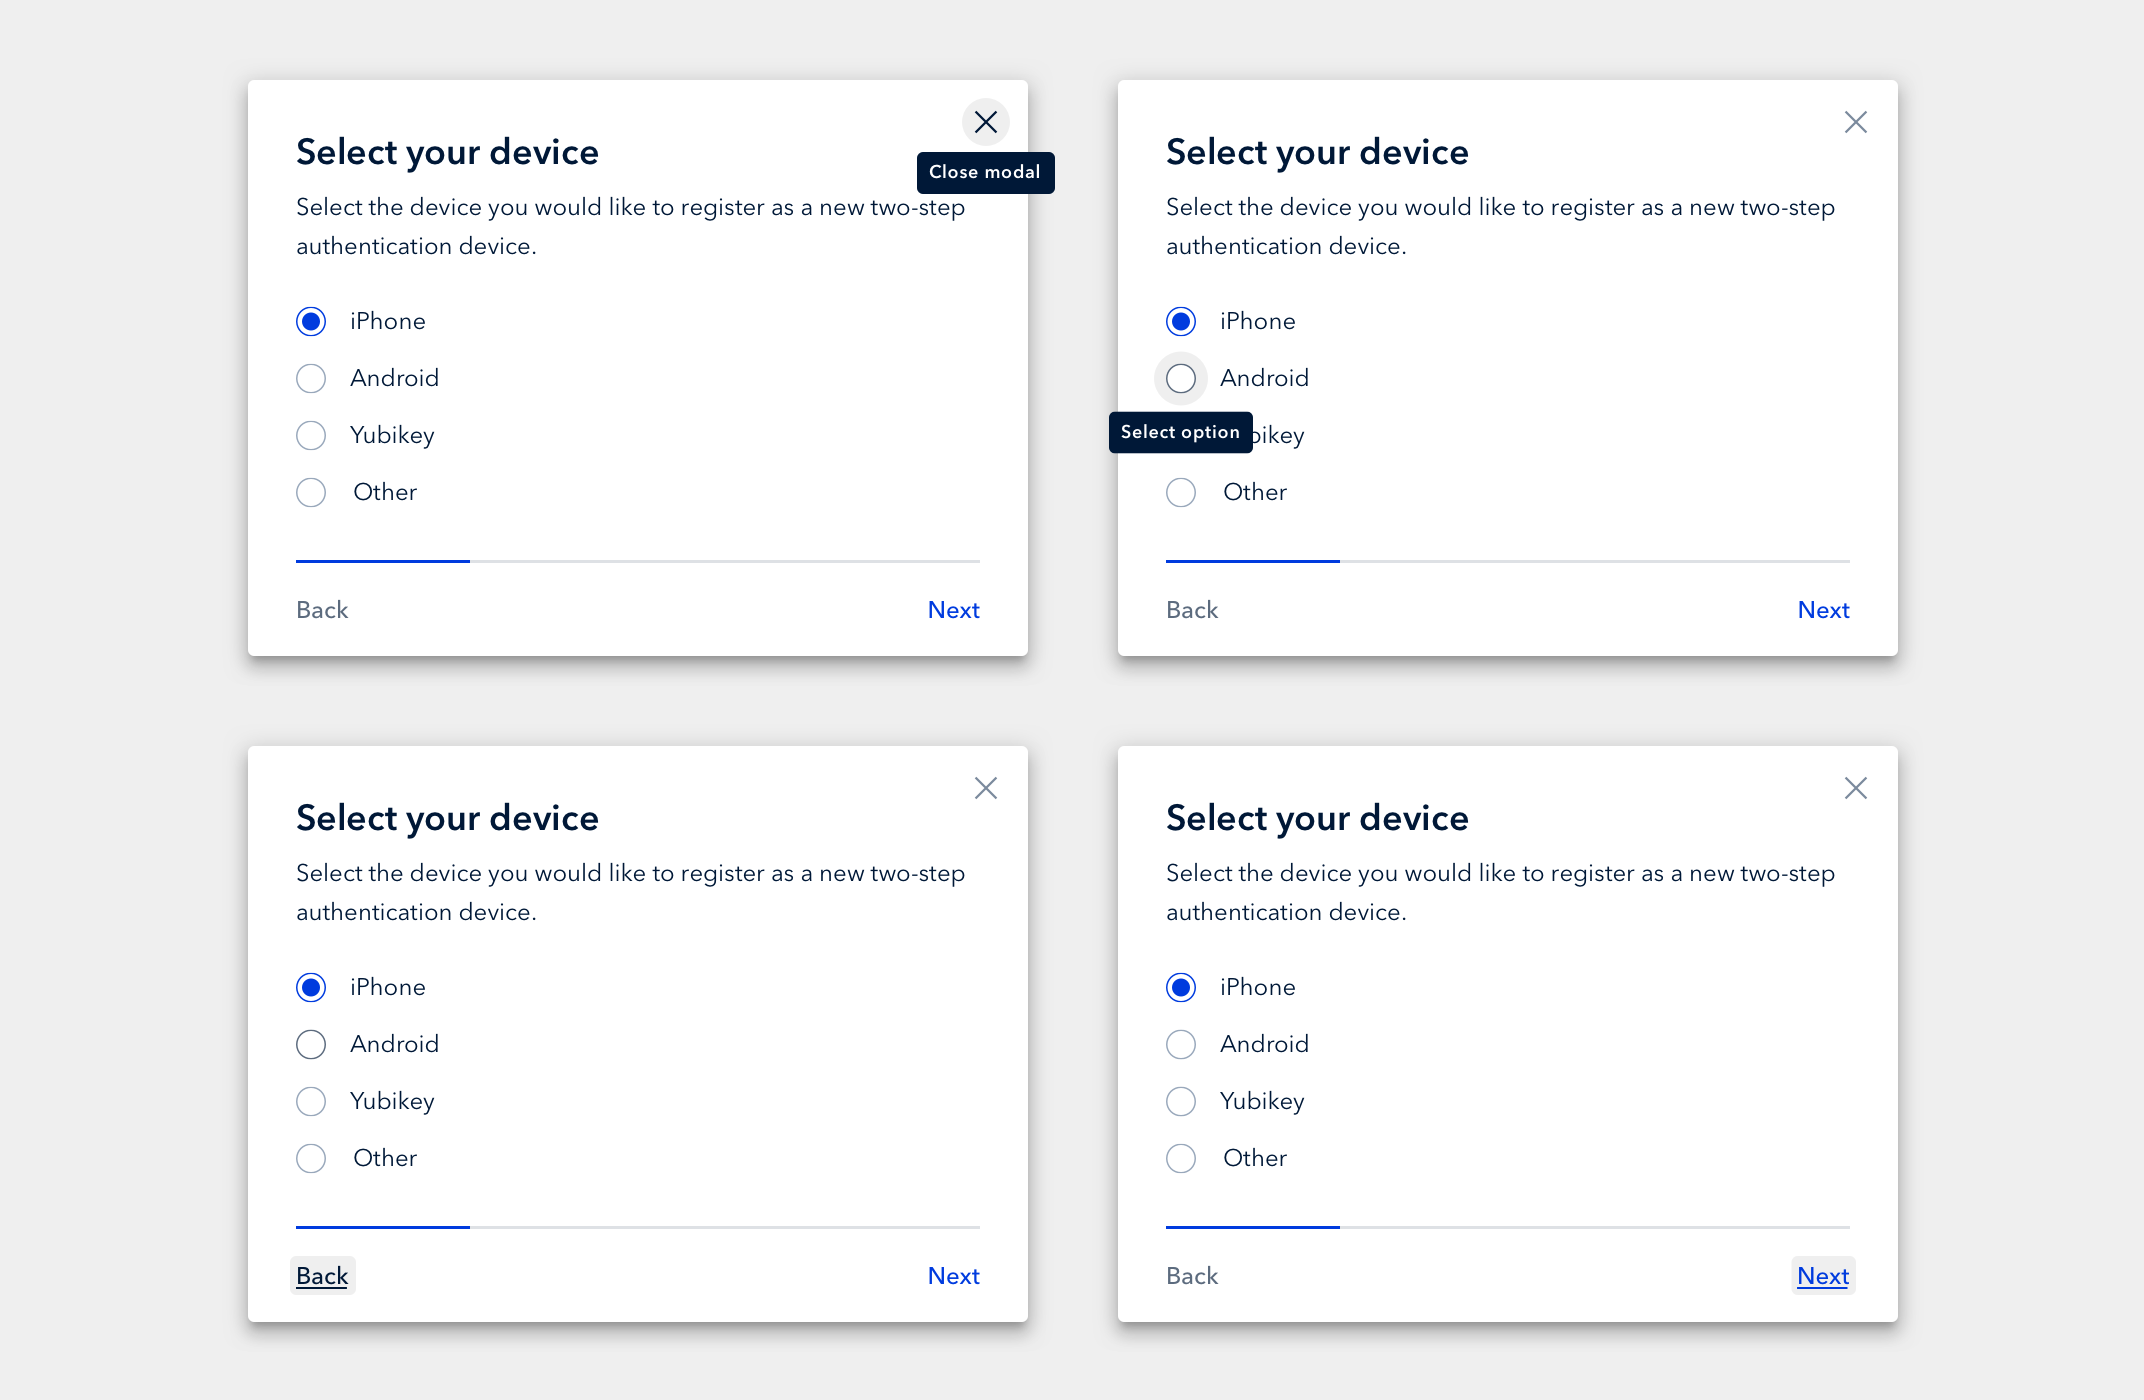 Select your device
Close modal
Select the device you would like to register as a new two-step
authentication device.
iPhone
Android
Yubikey
Other
Back
Next
Select your device
Select the device you would like to register as a new two-step
authentication device.
iPhone
Android
Select option
bikey
Other
Back
Next
Select your device
Select the device you would like to register as a new two-step
authentication device.
iPhone
Android
Yubikey
Other
Back
Next
Select your device
Select the device you would like to register as a new two-step
authentication device.
iPhone
Android
Yubikey
Other
Back
Next